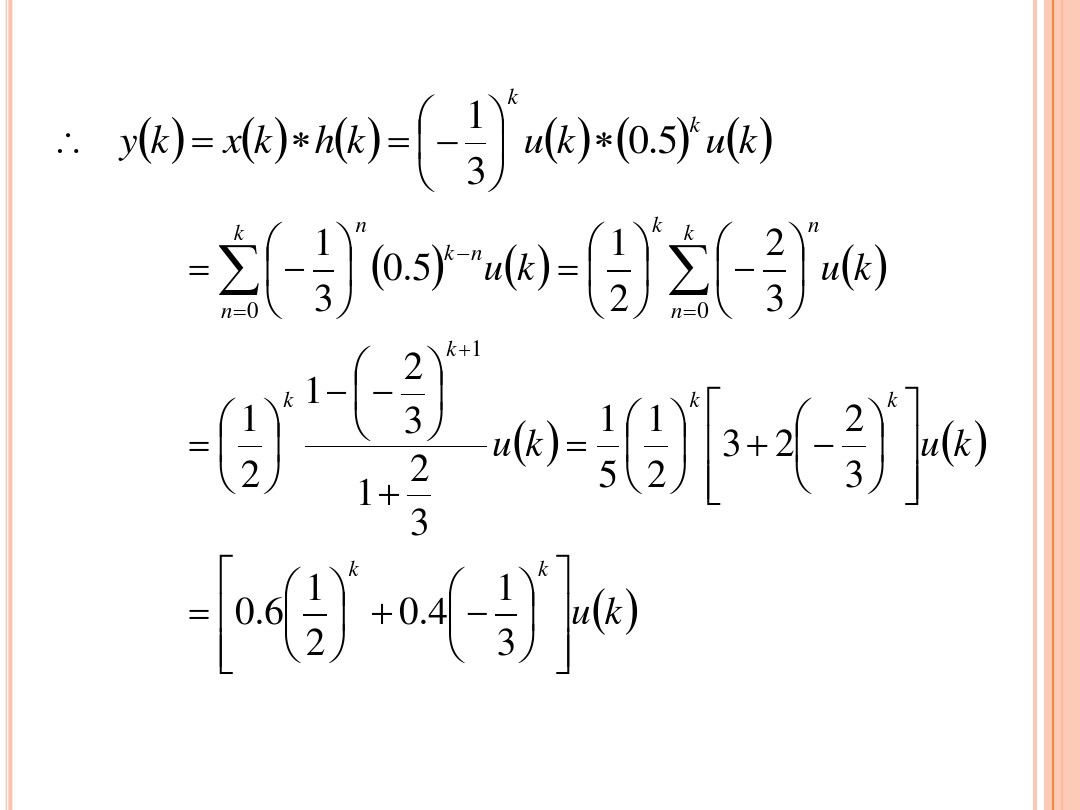 ∴ y(k) = x(k) * h(k) = (−1/3)^k u(k) * (0.5)^k u(k)
= ∑_{n=0}^{k} (−1/3)^n (0.5)^{k−n} u(k) = (1/2)^k ∑_{n=0}^{k} (−2/3)^n u(k)
= (1/2)^k (1−(−2/3)^{k+1})/(1+2/3) u(k) = 1/5 (1/2)^k [3+2(−2/3)^k] u(k)
= [0.6(1/2)^k + 0.4(−1/3)^k] u(k)